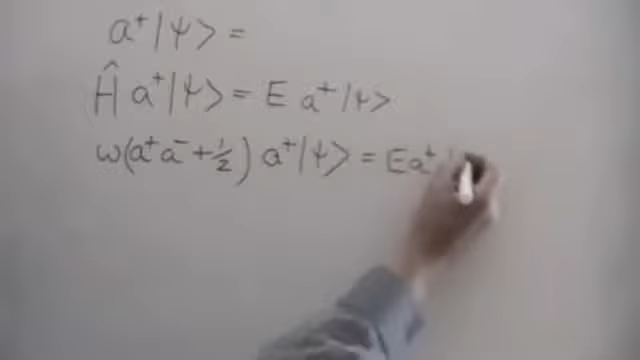 a⁺|ψ> =
Ĥ a⁺|ψ> = E a⁺|ψ>
ω(a⁺a⁻+½) a⁺|ψ> = Ea⁺|